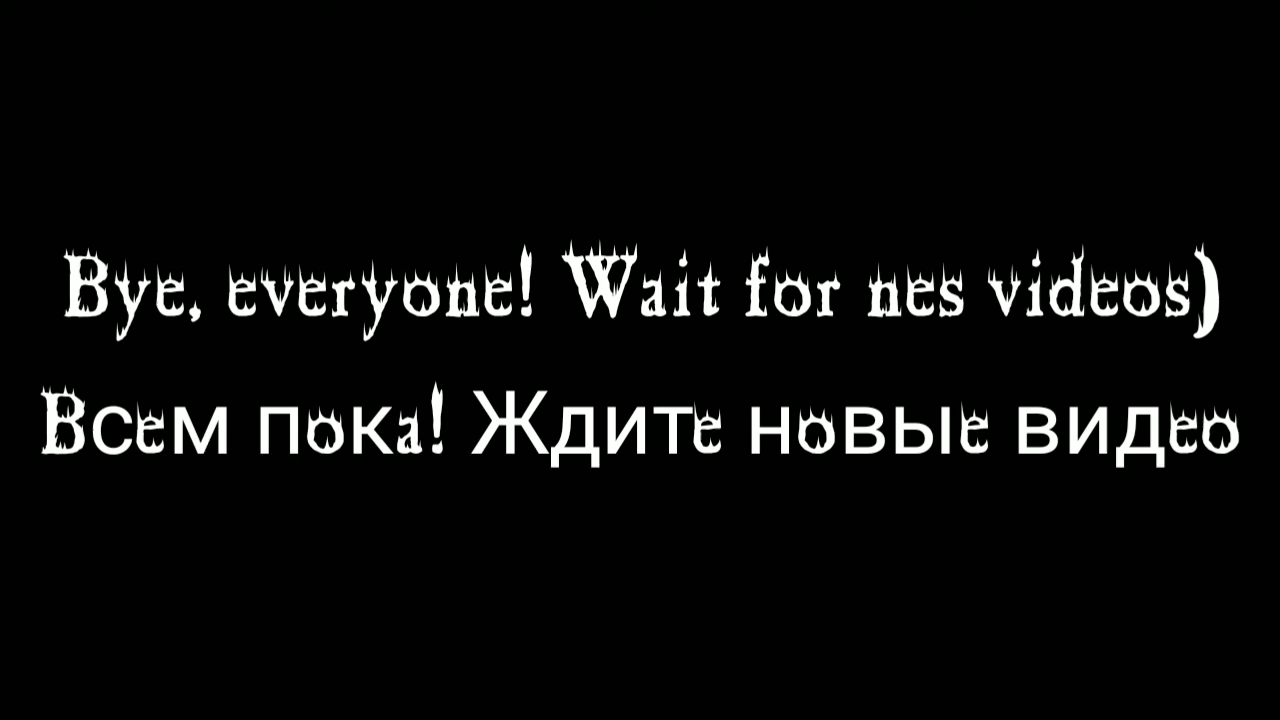 Bye, everyone! Wait for nes videos)
Всем пока! Ждите новые видео